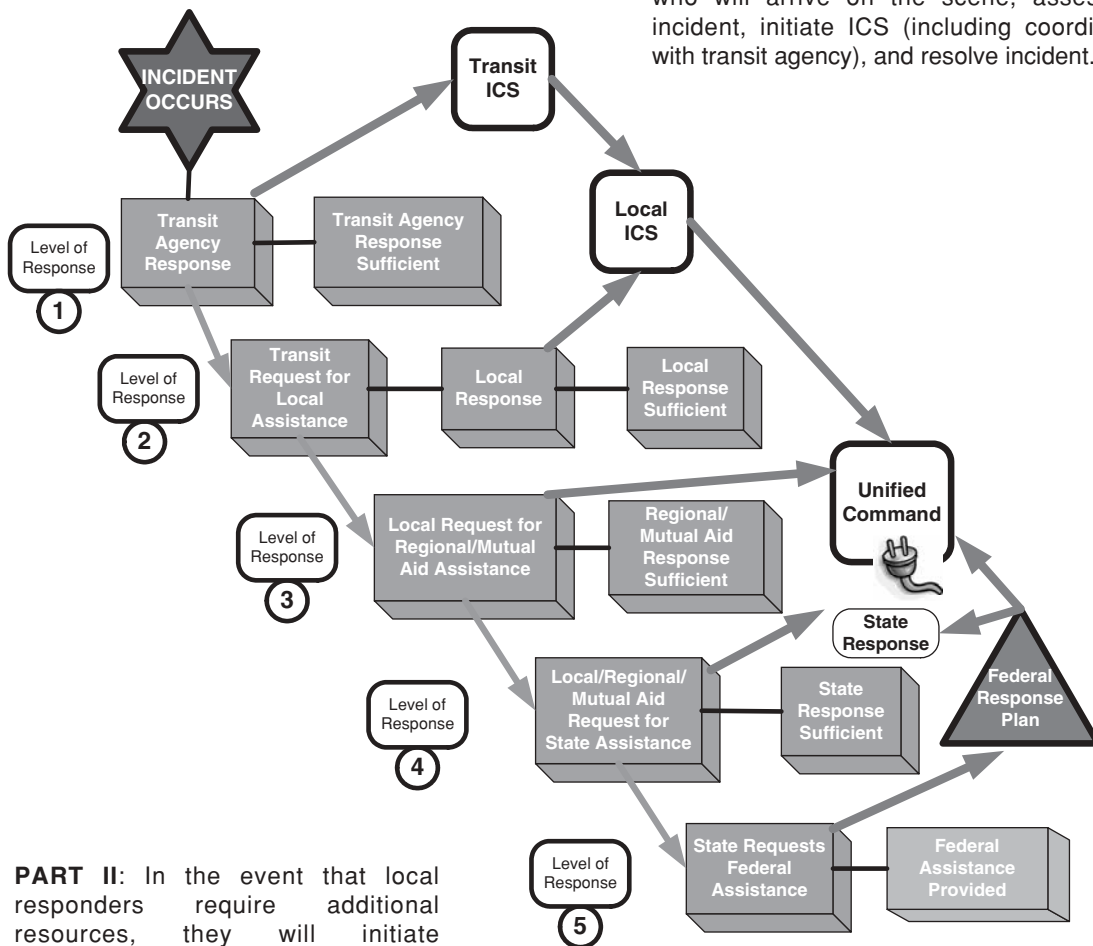 who will arrive on the scene, asses
incident, initiate ICS (including coordi
with transit agency), and resolve incident.
INCIDENT
OCCURS
Transit
ICS
Local
ICS
Level of
Response
1
Transit
Agency
Response
Transit Agency
Response
Sufficient
Level of
Response
2
Transit
Request for
Local
Assistance
Local
Response
Local
Response
Sufficient
Unified
Command
Level of
Response
3
Local Request for
Regional/Mutual
Aid Assistance
Regional/
Mutual Aid
Response
Sufficient
State
Response
Federal
Response
Plan
Level of
Response
4
Local/Regional/
Mutual Aid
Request for
State Assistance
State
Response
Sufficient
Level of
Response
5
State Requests
Federal
Assistance
Federal
Assistance
Provided
PART II: In the event that local
responders require additional
resources, they will initiate